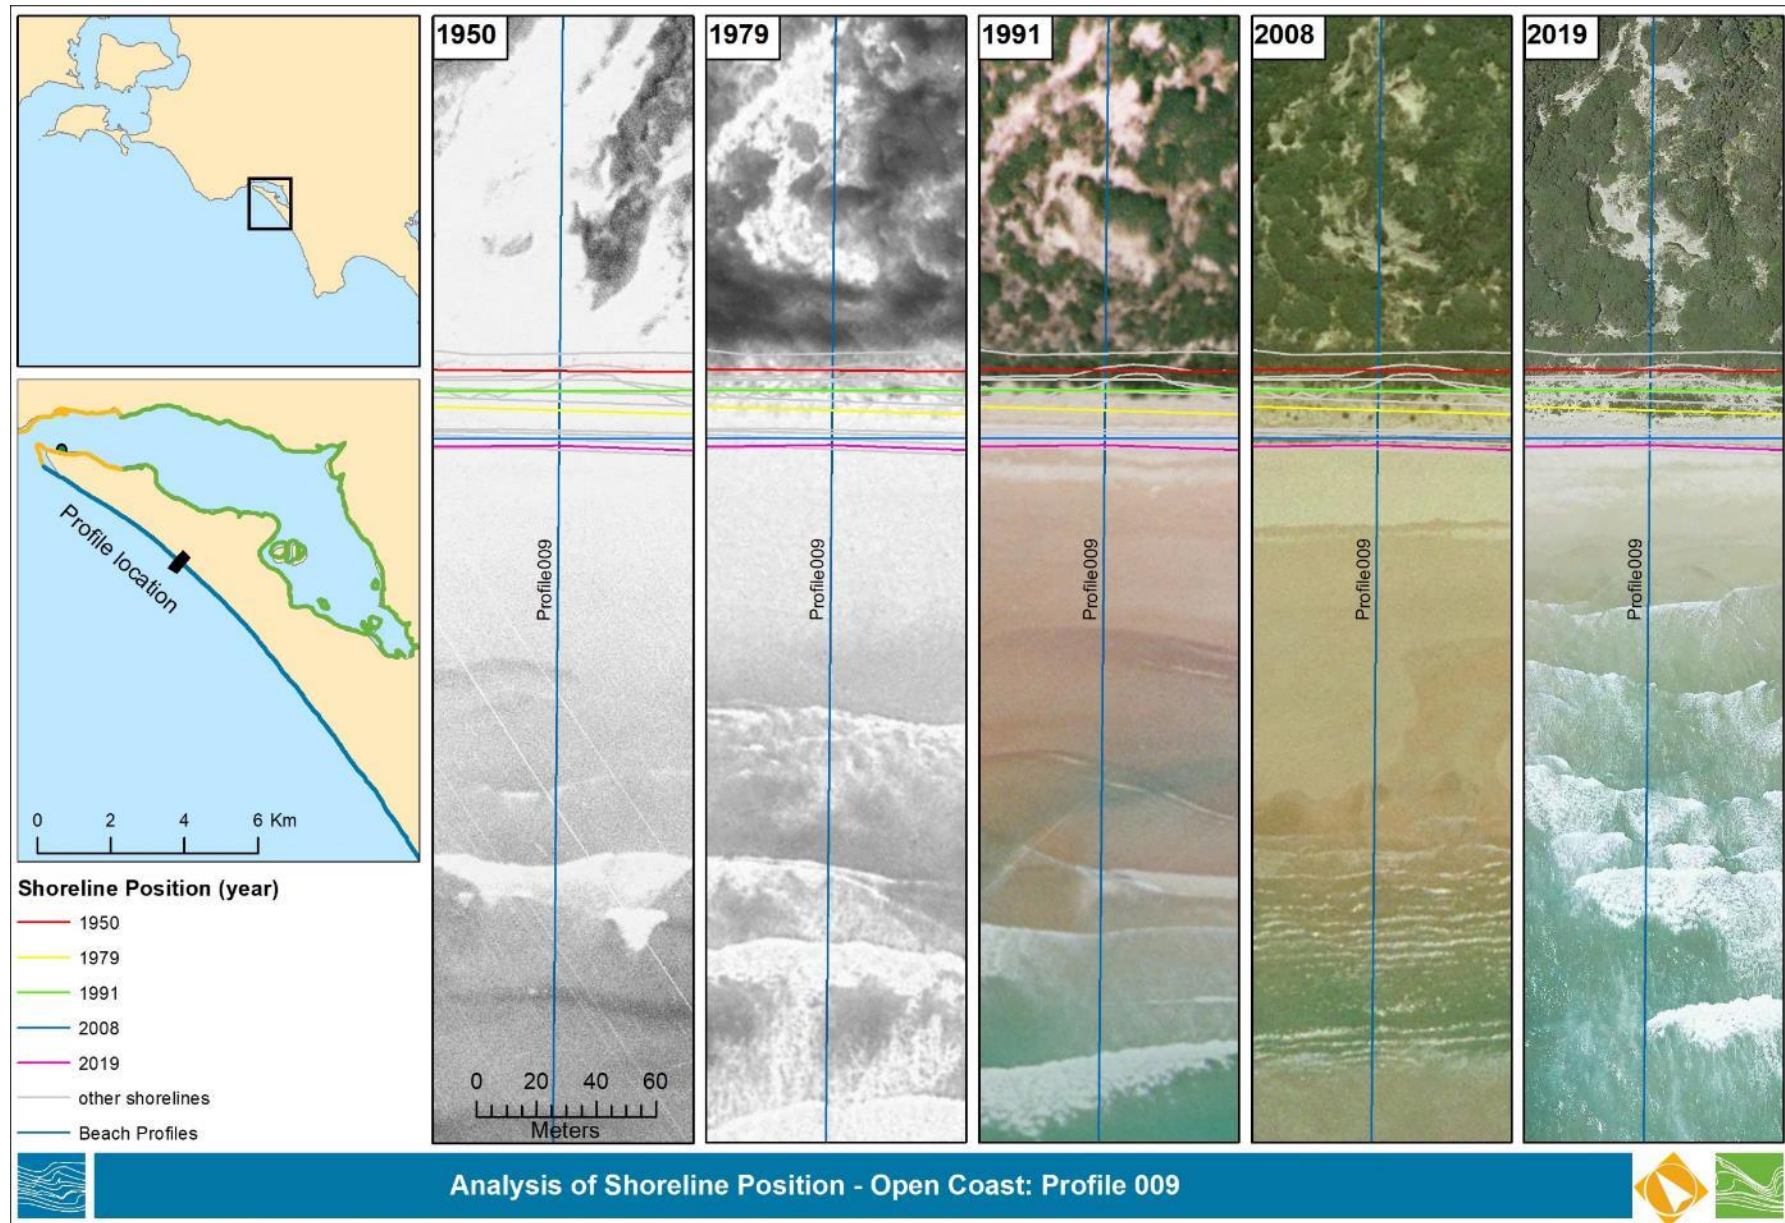 1950
1979
1991
2008
2019
Profile009
Profile009
Profile009
Profile009
Profile009
Profile location
0 2 4 6 Km
Shoreline Position (year)
1950
1979
1991
2008
2019
other shorelines
Beach Profiles
0 20 40 60
Meters
Analysis of Shoreline Position - Open Coast: Profile 009